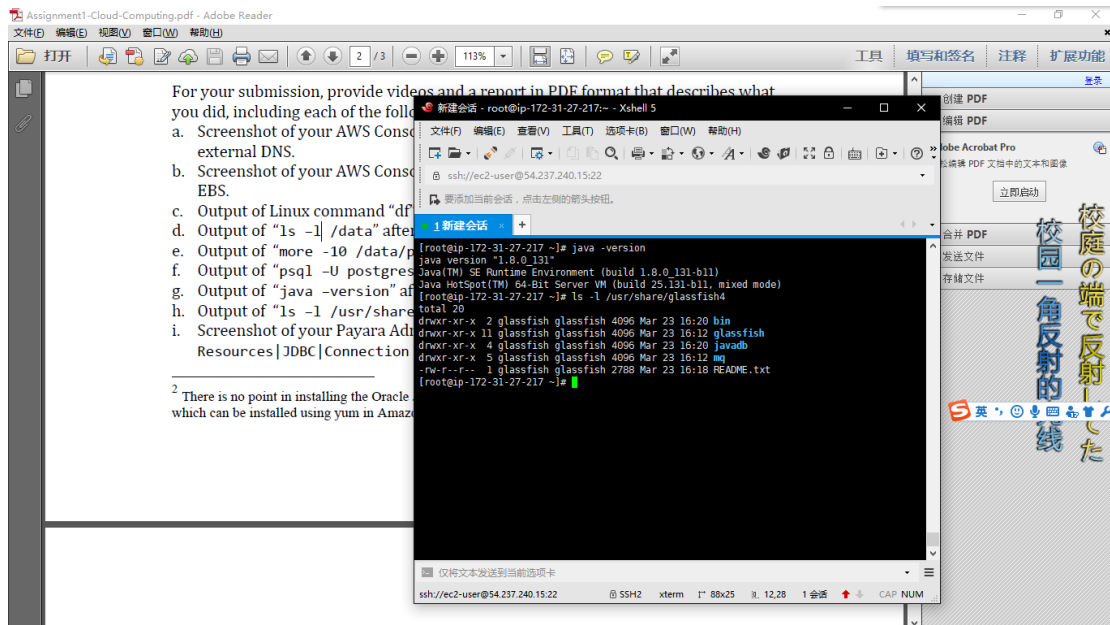 Assignment1-Cloud-Computing.pdf - Adobe Reader
文件(F) 编辑(E) 视图(V) 窗口(W) 帮助(H)
打开
2 / 3
113%
工具
填写和签名
注释
扩展功能
登录
For your submission, provide videos and a report in PDF format that describes what
you did, including each of the foll
a. Screenshot of your AWS Cons
external DNS.
b. Screenshot of your AWS Cons
EBS.
c. Output of Linux command “df”
d. Output of “ls –l /data” after
e. Output of “more -10 /data/p
f. Output of “psql –U postgres
g. Output of “java –version” af
h. Output of “ls –l /usr/share
i. Screenshot of your Payara Adm
Resources|JDBC|Connection
2 There is no point in installing the Oracle
which can be installed using yum in Amazo
新建会话 - root@ip-172-31-27-217:~ - Xshell 5
文件(F) 编辑(E) 查看(V) 工具(T) 选项卡(B) 窗口(W) 帮助(H)
ssh://ec2-user@54.237.240.15:22
要添加当前会话，点击左侧的箭头按钮。
1 新建会话
[root@ip-172-31-27-217 ~]# java -version
java version "1.8.0_131"
Java(TM) SE Runtime Environment (build 1.8.0_131-b11)
Java HotSpot(TM) 64-Bit Server VM (build 25.131-b11, mixed mode)
[root@ip-172-31-27-217 ~]# ls -l /usr/share/glassfish4
total 20
drwxr-xr-x 2 glassfish glassfish 4096 Mar 23 16:20 bin
drwxr-xr-x 11 glassfish glassfish 4096 Mar 23 16:12 glassfish
drwxr-xr-x 4 glassfish glassfish 4096 Mar 23 16:20 javadb
drwxr-xr-x 5 glassfish glassfish 4096 Mar 23 16:12 mq
-rw-r--r-- 1 glassfish glassfish 2788 Mar 23 16:18 README.txt
[root@ip-172-31-27-217 ~]#
仅将文本发送到当前选项卡
ssh://ec2-user@54.237.240.15:22 SSH2 xterm 88x25 12,28 1 会话 CAP NUM
创建 PDF
编辑 PDF
dobe Acrobat Pro
松编辑 PDF 文档中的文本和图像
立即启动
合并 PDF
发送文件
存储文件
校庭の端で反射してた
校园一角反射的线
英